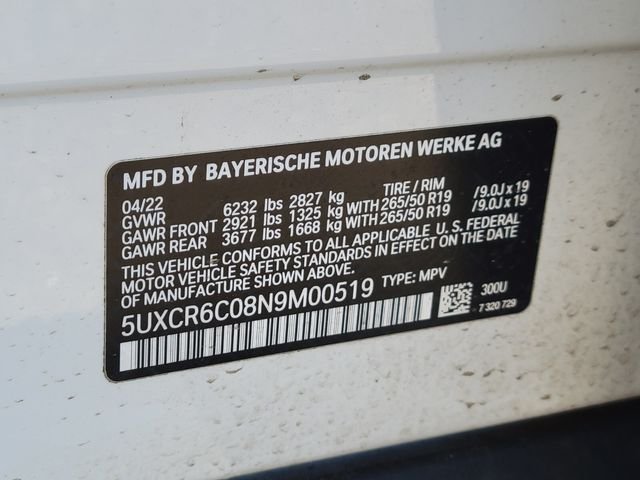 MFD BY BAYERISCHE MOTOREN WERKE AG
04/22 TIRE / RIM
GVWR 6232 lbs 2827 kg
GAWR FRONT 2921 lbs 1325 kg WITH 265/50 R19 /9.0J x 19
GAWR REAR 3677 lbs 1668 kg WITH 265/50 R19 /9.0J x 19
THIS VEHICLE CONFORMS TO ALL APPLICABLE U. S. FEDERAL
MOTOR VEHICLE SAFETY STANDARDS IN EFFECT ON THE DATE
OF MANUFACTURE SHOWN ABOVE.
5UXCR6C08N9M00519 TYPE: MPV
300U
- 7 320 729